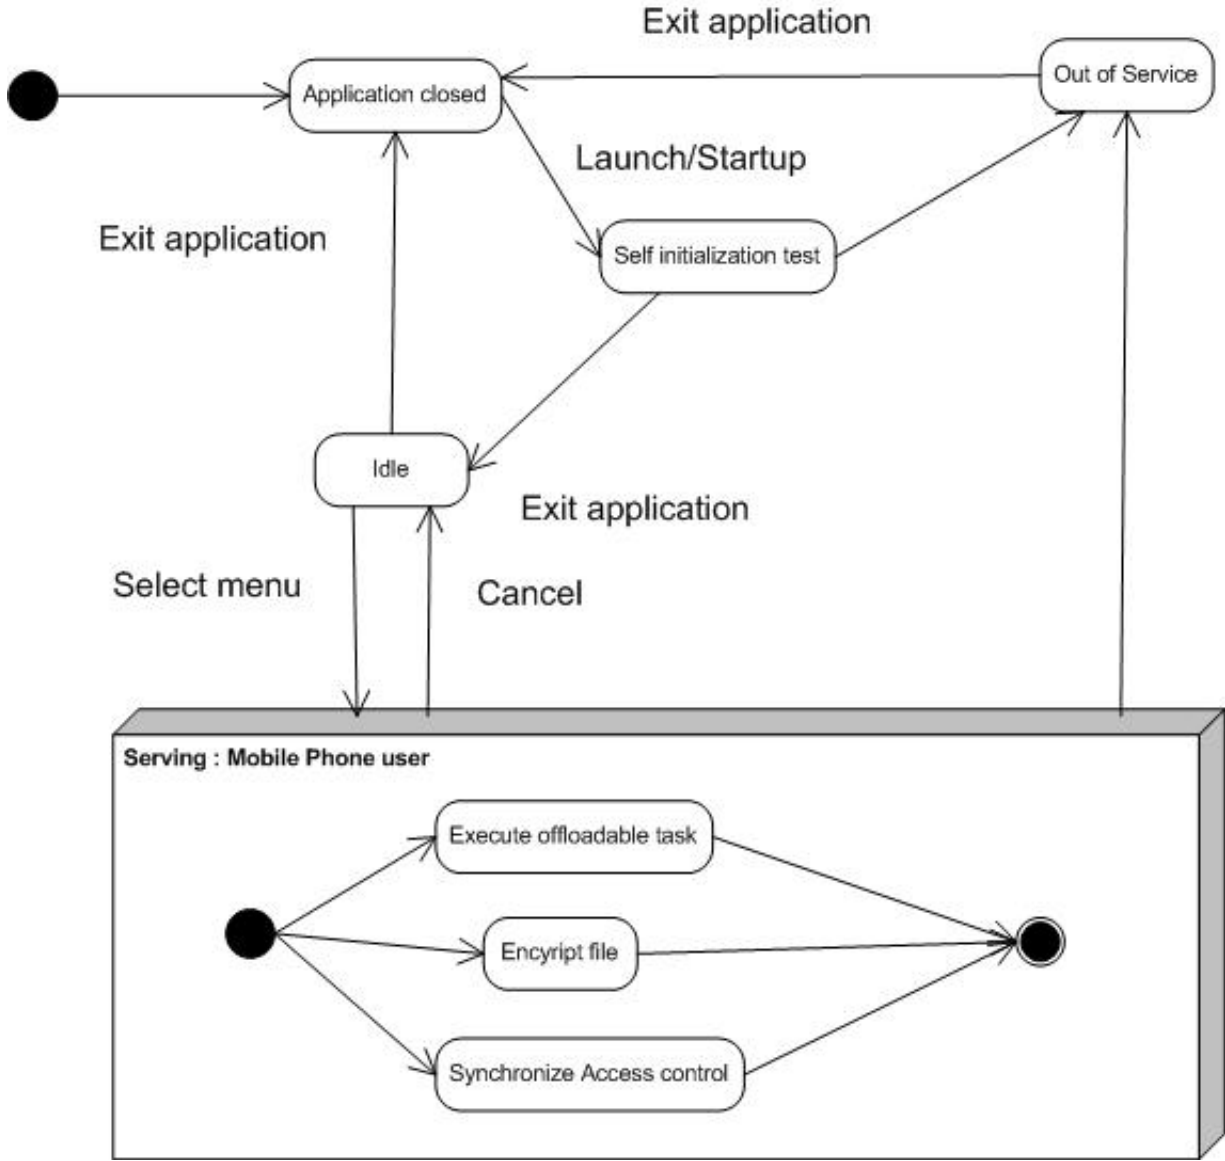 Exit application
Out of Service
Application closed
Launch/Startup
Exit application
Self initialization test
Idle
Exit application
Select menu
Cancel
Serving : Mobile Phone user
Execute offloadable task
Encyript file
Synchronize Access control